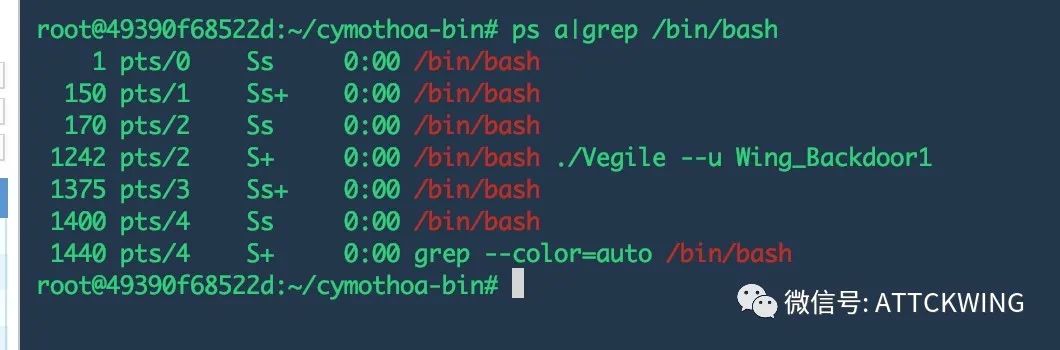 root@49390f68522d:~/cymothoa-bin# ps a|grep /bin/bash
1 pts/0 Ss 0:00 /bin/bash
150 pts/1 Ss+ 0:00 /bin/bash
170 pts/2 Ss 0:00 /bin/bash
1242 pts/2 S+ 0:00 /bin/bash ./Vegile --u Wing_Backdoor1
1375 pts/3 Ss+ 0:00 /bin/bash
1400 pts/4 Ss 0:00 /bin/bash
1440 pts/4 S+ 0:00 grep --color=auto /bin/bash
root@49390f68522d:~/cymothoa-bin#
微信号: ATTCKWING